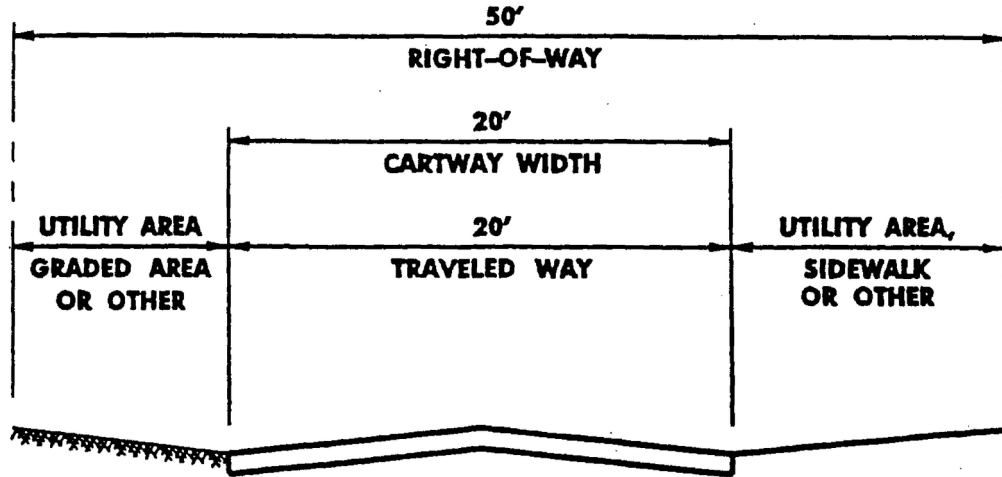 50′
RIGHT–OF–WAY
20′
CARTWAY WIDTH
UTILITY AREA
GRADED AREA
OR OTHER
20′
TRAVELED WAY
UTILITY AREA,
SIDEWALK
OR OTHER